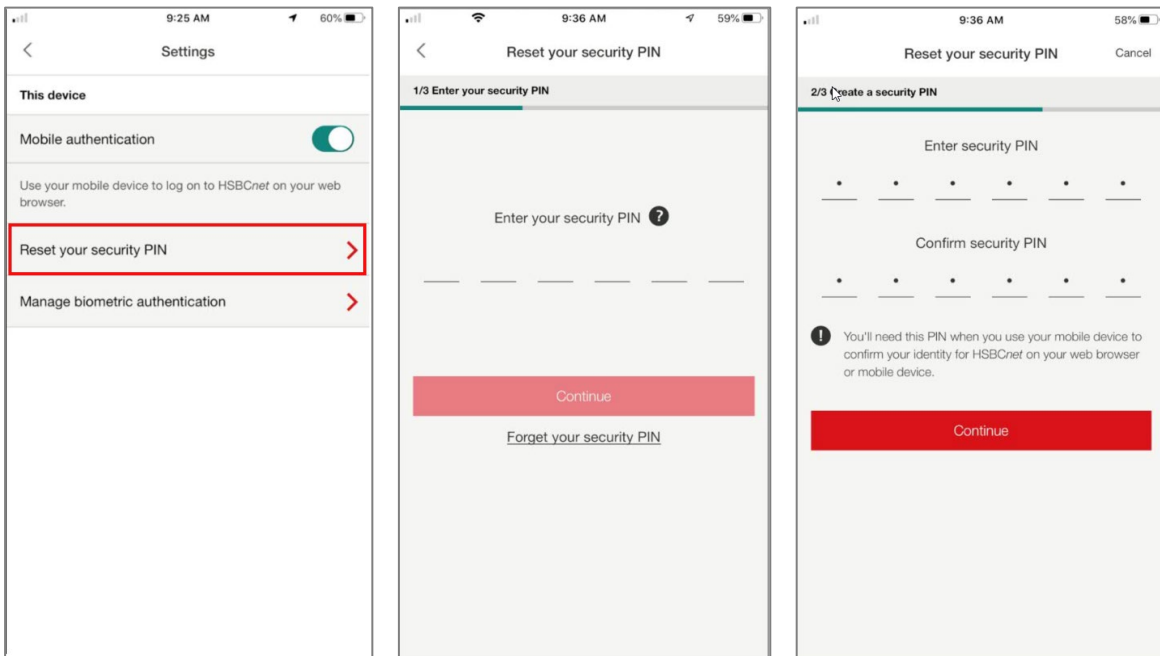 9:25 AM
60%
Settings
This device
Mobile authentication
Use your mobile device to log on to HSBCnet on your web
browser.
Reset your security PIN
Manage biometric authentication
9:36 AM
59%
Reset your security PIN
1/3 Enter your security PIN
Enter your security PIN ?
Continue
Forget your security PIN
9:36 AM
58%
Reset your security PIN
Cancel
2/3 Create a security PIN
Enter security PIN
Confirm security PIN
! You'll need this PIN when you use your mobile device to
confirm your identity for HSBCnet on your web browser
or mobile device.
Continue